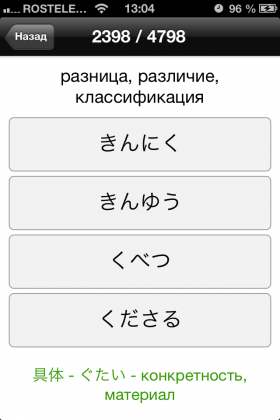 ROSTELE... 13:04 96 %
Назад 2398 / 4798
разница, различие,
классификация
きんにく
きんゆう
くべつ
くださる
具体 - ぐたい - конкретность,
материал